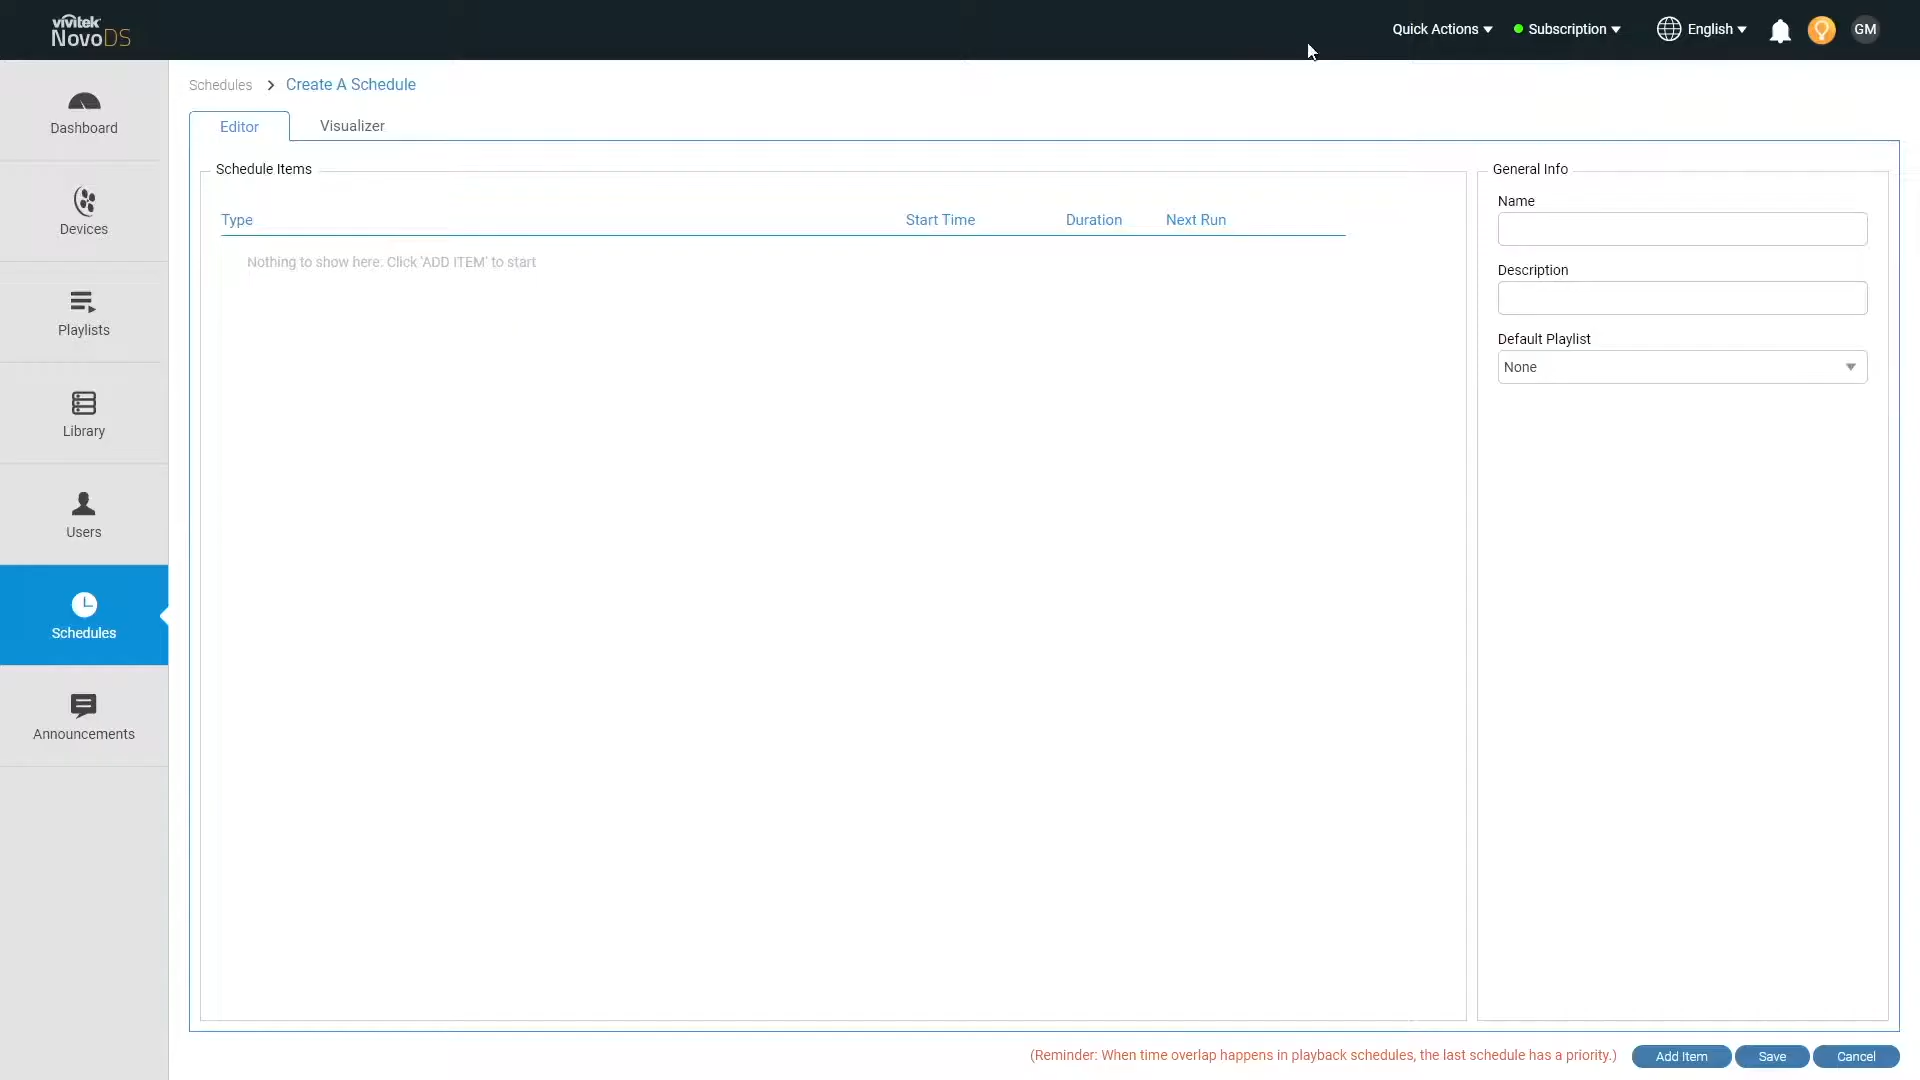 vivitek
NovoDS
Quick Actions
Subscription
English
GM
Dashboard
Devices
Playlists
Library
Users
Schedules
Announcements
Schedules > Create A Schedule
Editor
Visualizer
Schedule Items
Type
Start Time
Duration
Next Run
Nothing to show here. Click 'ADD ITEM' to start
General Info
Name
Description
Default Playlist
None
(Reminder: When time overlap happens in playback schedules, the last schedule has a priority.)
Add Item
Save
Cancel